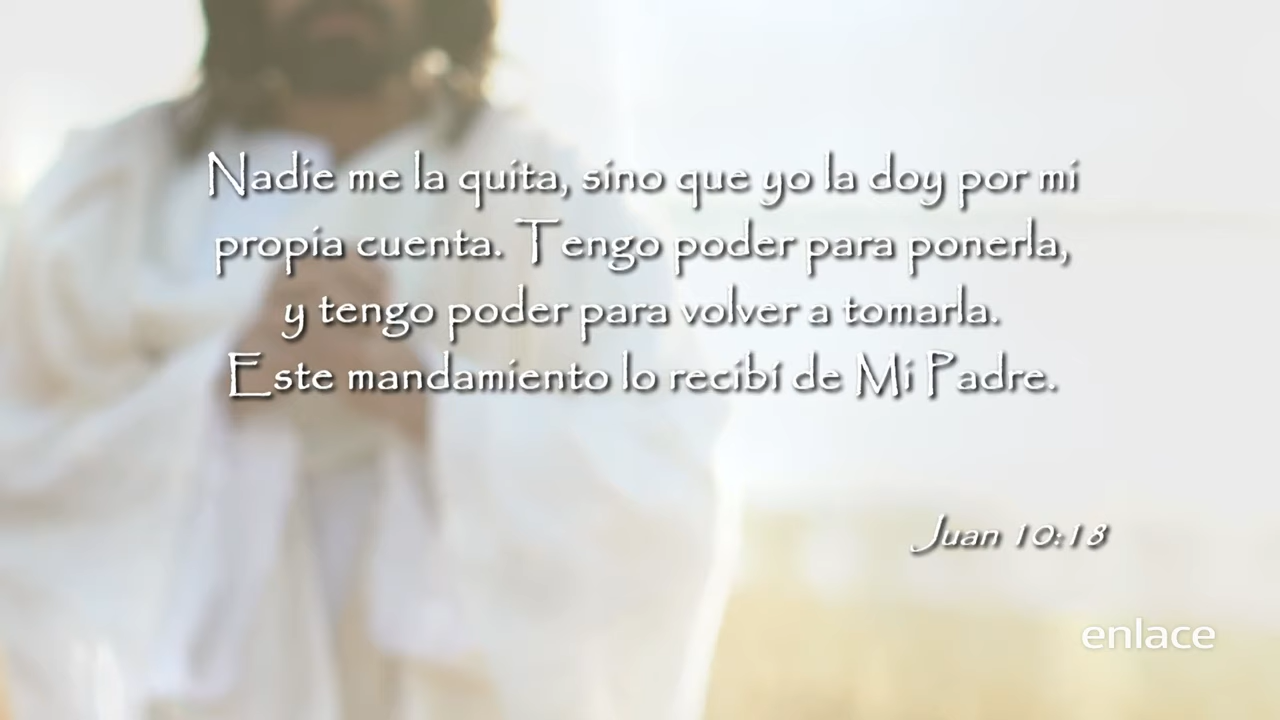 Nadie me la quita, sino que yo la doy por mi
propia cuenta. Tengo poder para ponerla,
y tengo poder para volver a tomarla.
Este mandamiento lo recibí de Mi Padre.
Juan 10:18
enlace